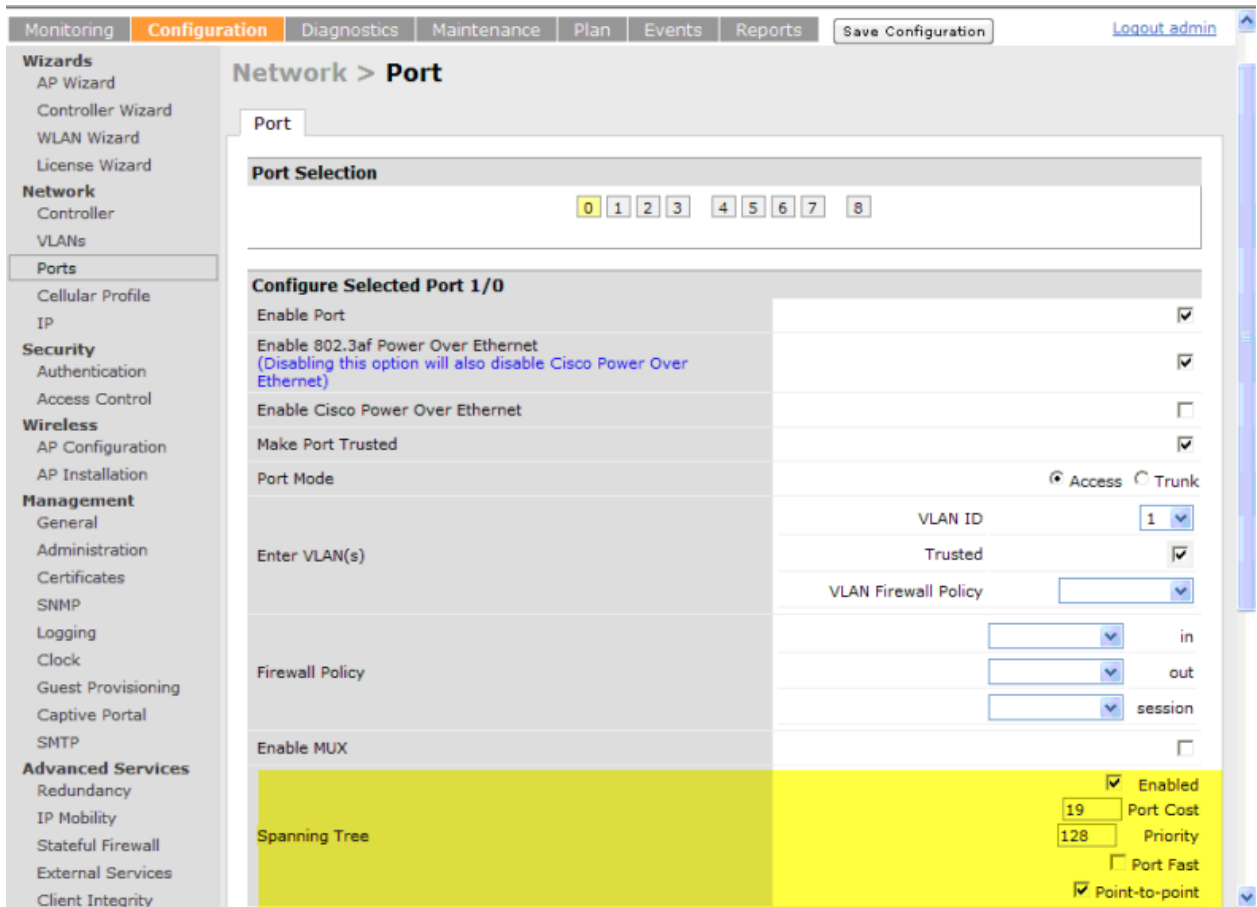 Monitoring Configuration Diagnostics Maintenance Plan Events Reports Save Configuration Logout admin
Wizards
AP Wizard
Controller Wizard
WLAN Wizard
License Wizard
Network
Controller
VLANs
Ports
Cellular Profile
IP
Security
Authentication
Access Control
Wireless
AP Configuration
AP Installation
Management
General
Administration
Certificates
SNMP
Logging
Clock
Guest Provisioning
Captive Portal
SMTP
Advanced Services
Redundancy
IP Mobility
Stateful Firewall
External Services
Client Integrity
Network > Port
Port
Port Selection
0 1 2 3 4 5 6 7 8
Configure Selected Port 1/0
Enable Port
Enable 802.3af Power Over Ethernet
(Disabling this option will also disable Cisco Power Over
Ethernet)
Enable Cisco Power Over Ethernet
Make Port Trusted
Port Mode Access Trunk
Enter VLAN(s)
VLAN ID 1
Trusted
VLAN Firewall Policy
Firewall Policy
in
out
session
Enable MUX
Spanning Tree
Enabled
19 Port Cost
128 Priority
Port Fast
Point-to-point